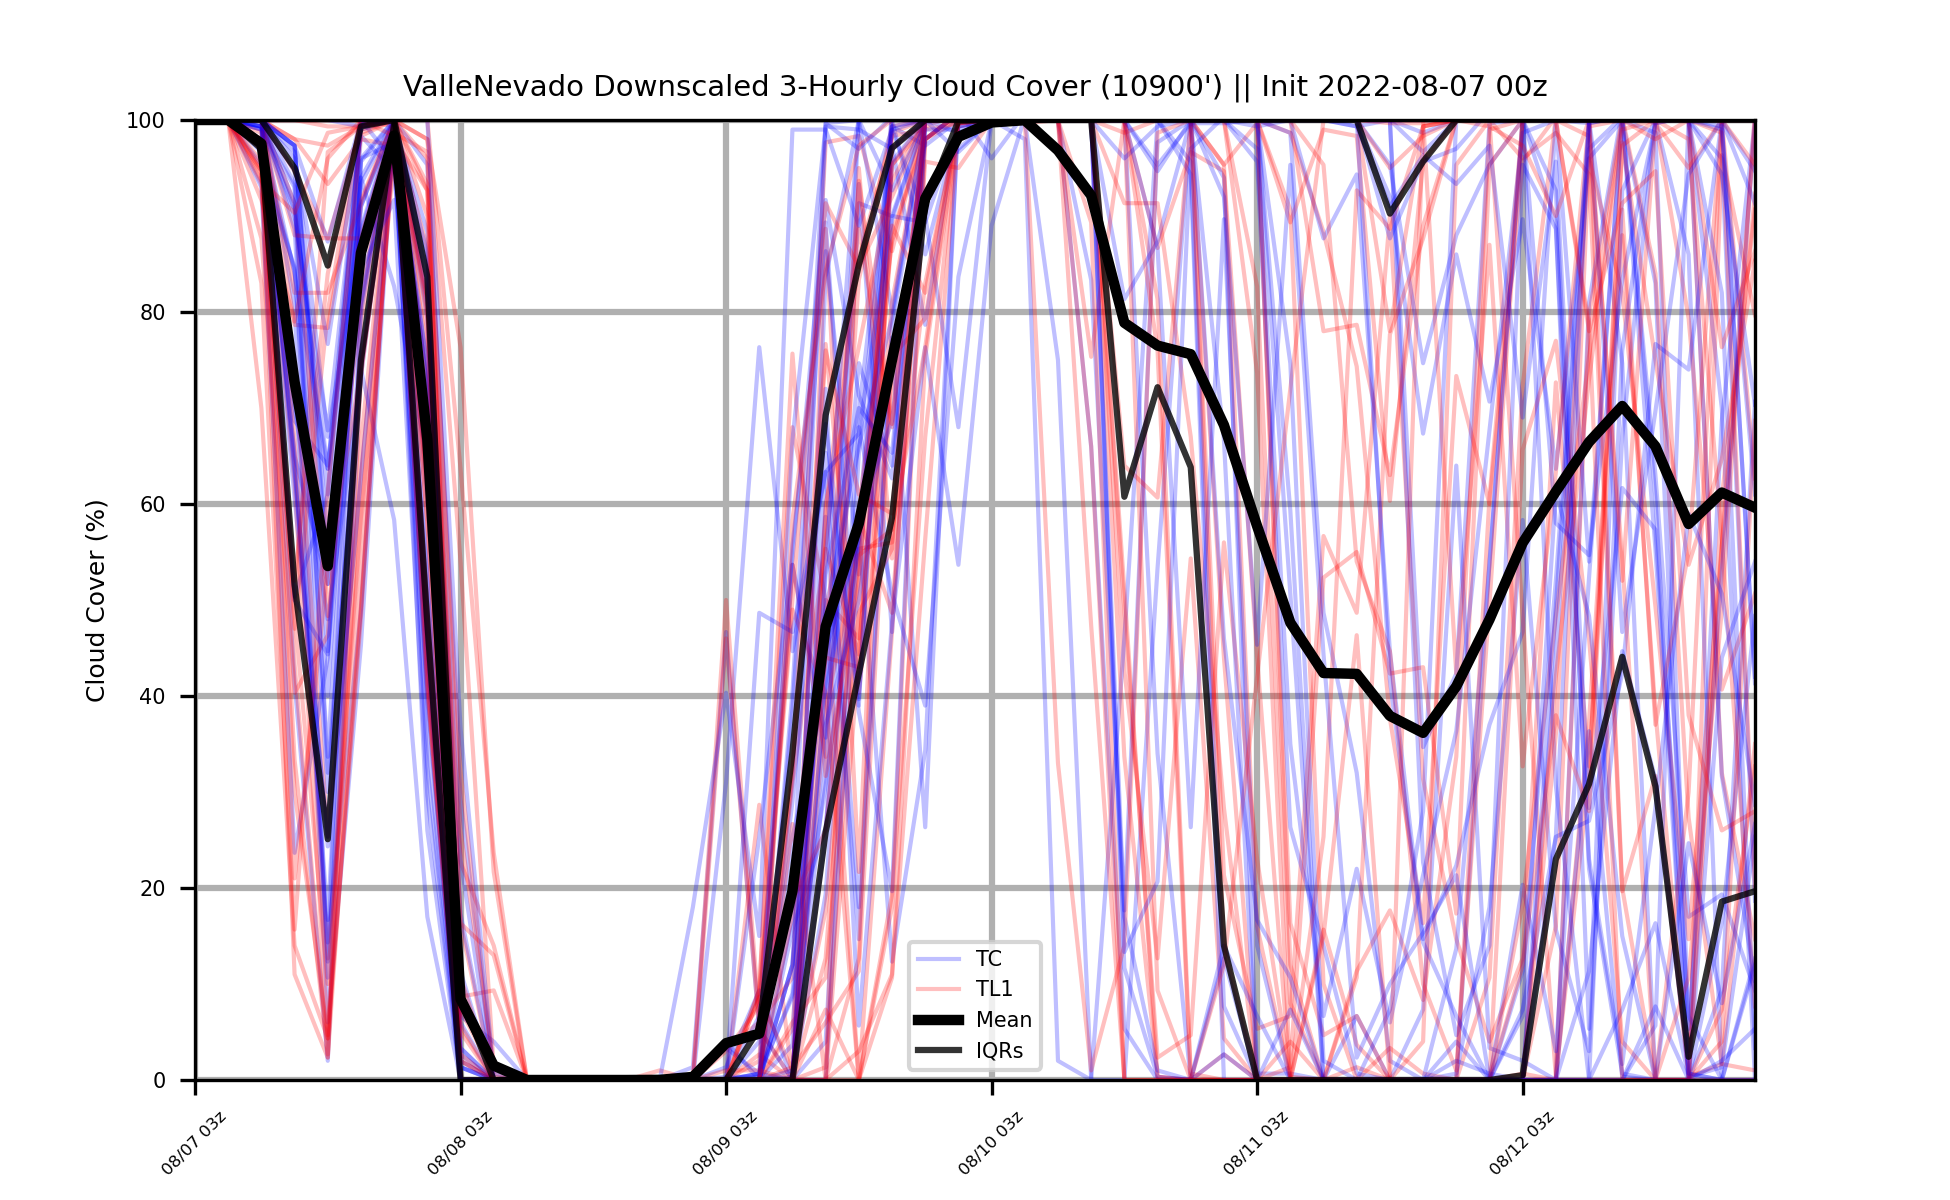 ValleNevado Downscaled 3-Hourly Cloud Cover (10900') || Init 2022-08-07 00z
Cloud Cover (%)
100
80
60
40
20
0
TC
TL1
Mean
IQRs
08/07 03z
08/08 03z
08/09 03z
08/10 03z
08/11 03z
08/12 03z